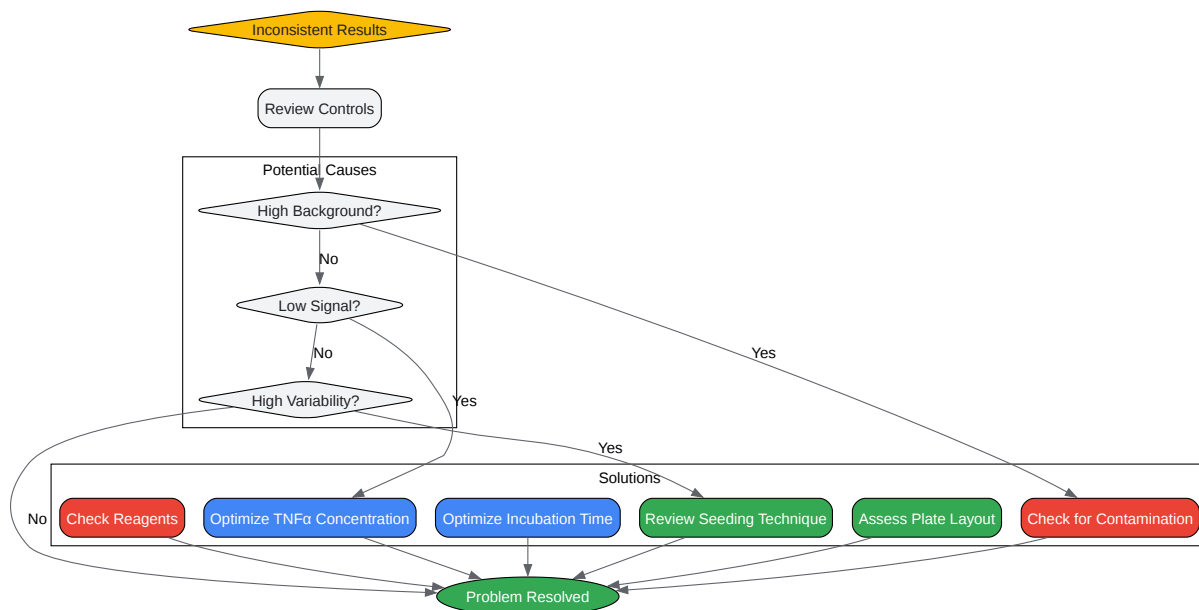 Inconsistent Results
Review Controls
Potential Causes
High Background?
No
Low Signal?
No
Yes
High Variability?
Yes
Yes
No
Solutions
Check Reagents
Optimize TNFα Concentration
Optimize Incubation Time
Review Seeding Technique
Assess Plate Layout
Check for Contamination
Problem Resolved